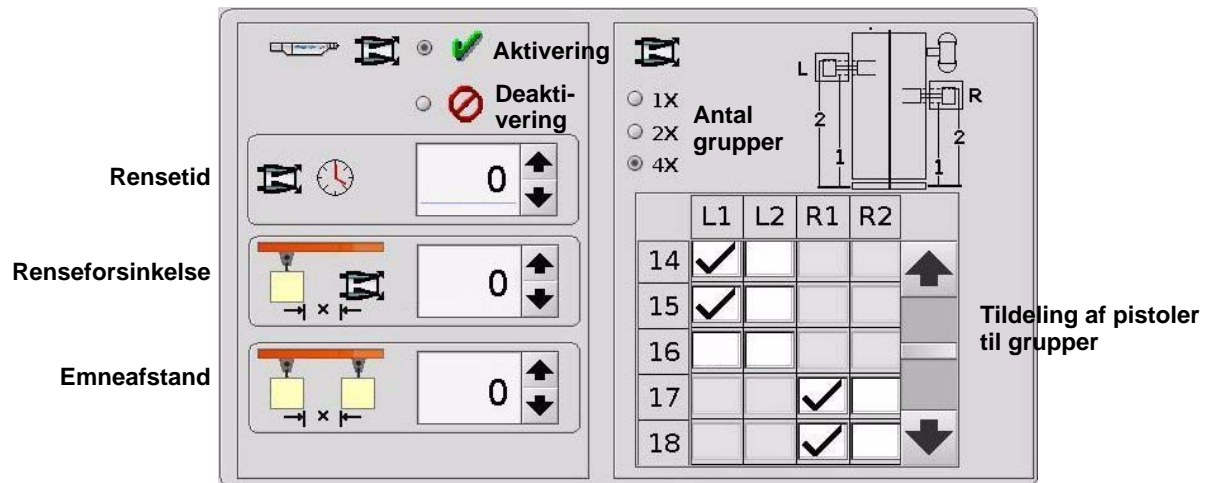 Aktivering
Deakti-
vering
Rensetid
0
Renseforsinkelse
x
0
Emneafstand
x
0
1X
2X
4X
Antal
grupper
L
R
2
1
1
2
L1 L2 R1 R2
14
15
16
17
18
Tildeling af pistoler
til grupper